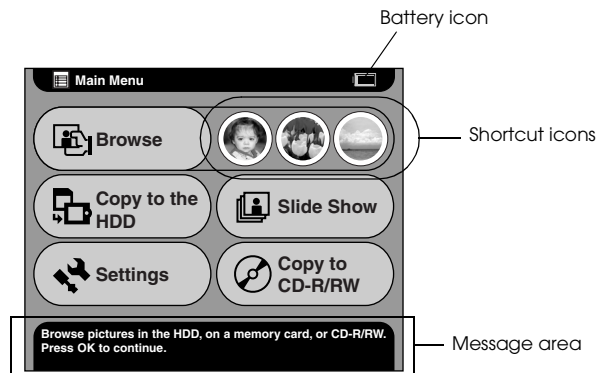 Battery icon
Main Menu
Browse
Shortcut icons
Copy to the
HDD
Slide Show
Settings
Copy to
CD-R/RW
Browse pictures in the HDD, on a memory card, or CD-R/RW.
Press OK to continue.
Message area